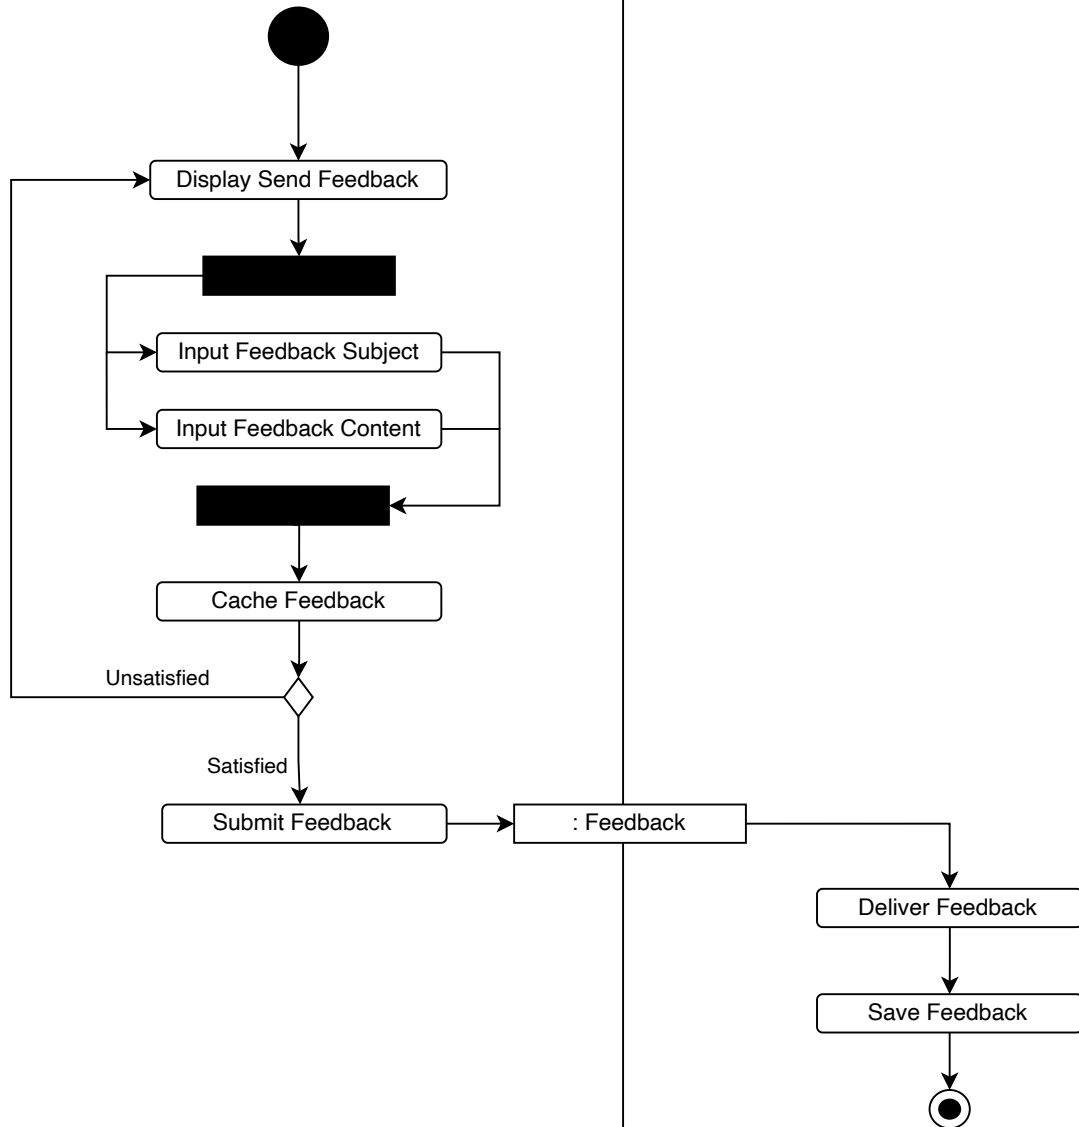 Display Send Feedback
Input Feedback Subject
Input Feedback Content
Cache Feedback
Unsatisfied
Satisfied
Submit Feedback
: Feedback
Deliver Feedback
Save Feedback